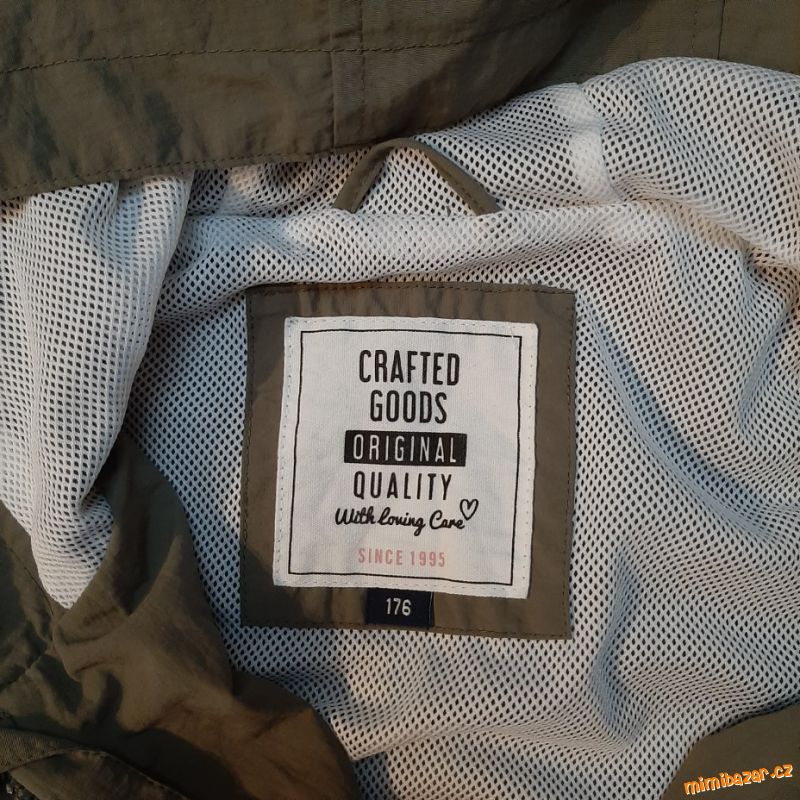 CRAFTED
GOODS
ORIGINAL
QUALITY
With Loving Care
SINCE 1995
176
mimibazar.cz